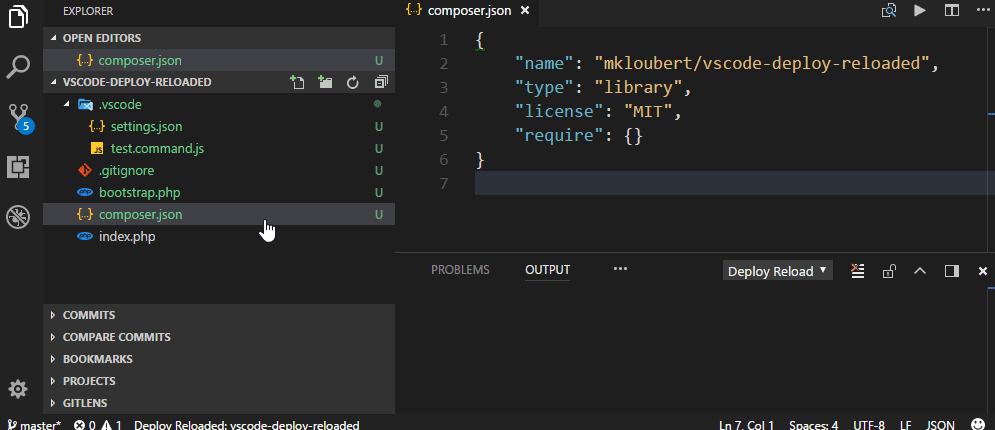 EXPLORER
OPEN EDITORS
{..} composer.json U
VSCODE-DEPLOY-RELOADED
.vscode
{..} settings.json U
JS test.command.js U
.gitignore U
php bootstrap.php U
{..} composer.json U
php index.php
COMMITS
COMPARE COMMITS
BOOKMARKS
PROJECTS
GITLENS
5
{..} composer.json ×
1 {
2 "name": "mkloubert/vscode-deploy-reloaded",
3 "type": "library",
4 "license": "MIT",
5 "require": {}
6 }
7
PROBLEMS OUTPUT ••• Deploy Reload
master* 0 1 Deploy Reloaded: vscode-deploy-reloaded Ln 7, Col 1 Spaces: 4 UTF-8 LF JSON